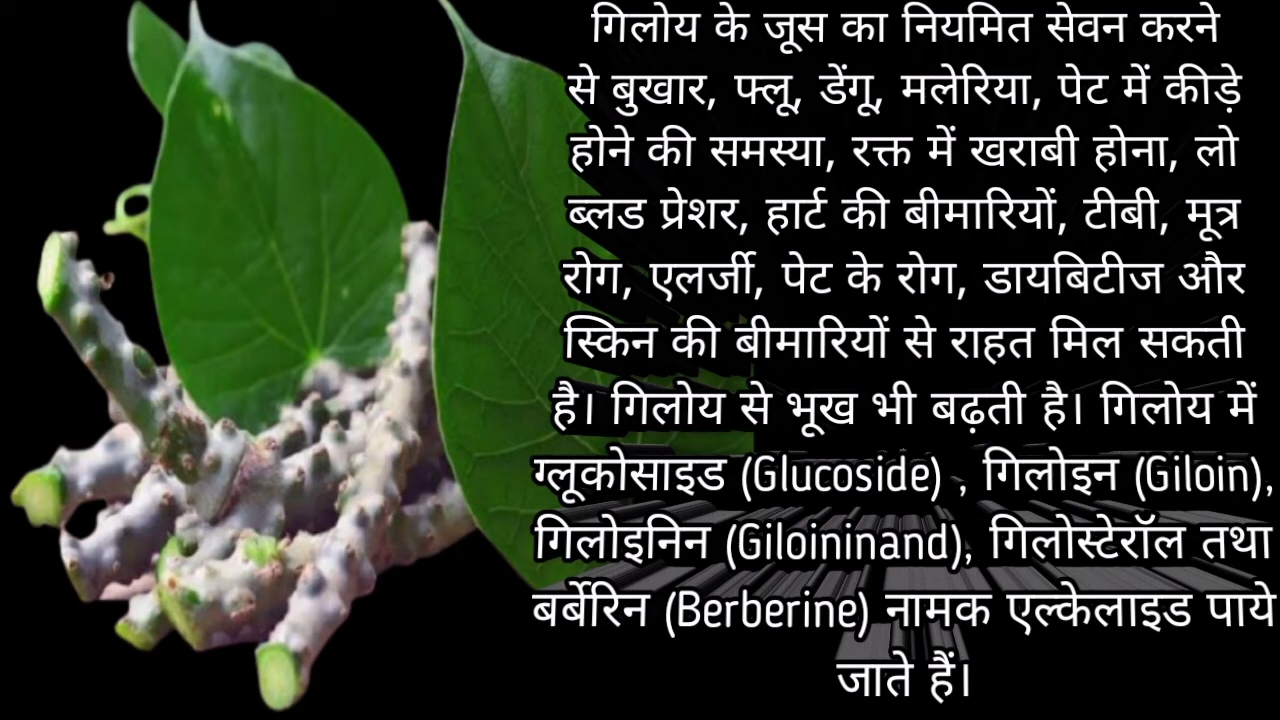 गिलोय के जूस का नियमित सेवन करने
से बुखार, फ्लू, डेंगू, मलेरिया, पेट में कीड़े
होने की समस्या, रक्त में खराबी होना, लो
ब्लड प्रेशर, हार्ट की बीमारियों, टीबी, मूत्र
रोग, एलर्जी, पेट के रोग, डायबिटीज और
स्किन की बीमारियों से राहत मिल सकती
है। गिलोय से भूख भी बढ़ती है। गिलोय में
ग्लूकोसाइड (Glucoside) , गिलोइन (Giloin),
गिलोइनिन (Giloininand), गिलोस्टेरॉल तथा
बर्बेरिन (Berberine) नामक एल्केलाइड पाये
जाते हैं।